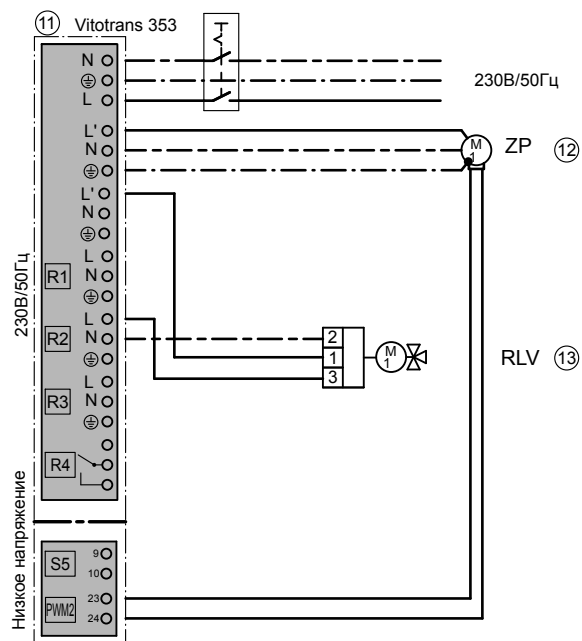 11 Vitotrans 353
N
L
230В/50Гц
L'
N
M
1
ZP 12
L'
N
L
R1 N
L
R2 N
L
R3 N
R4
230В/50Гц
2
1
3
M
1
RLV 13
Низкое напряжение
S5
9
10
PWM2
23
24